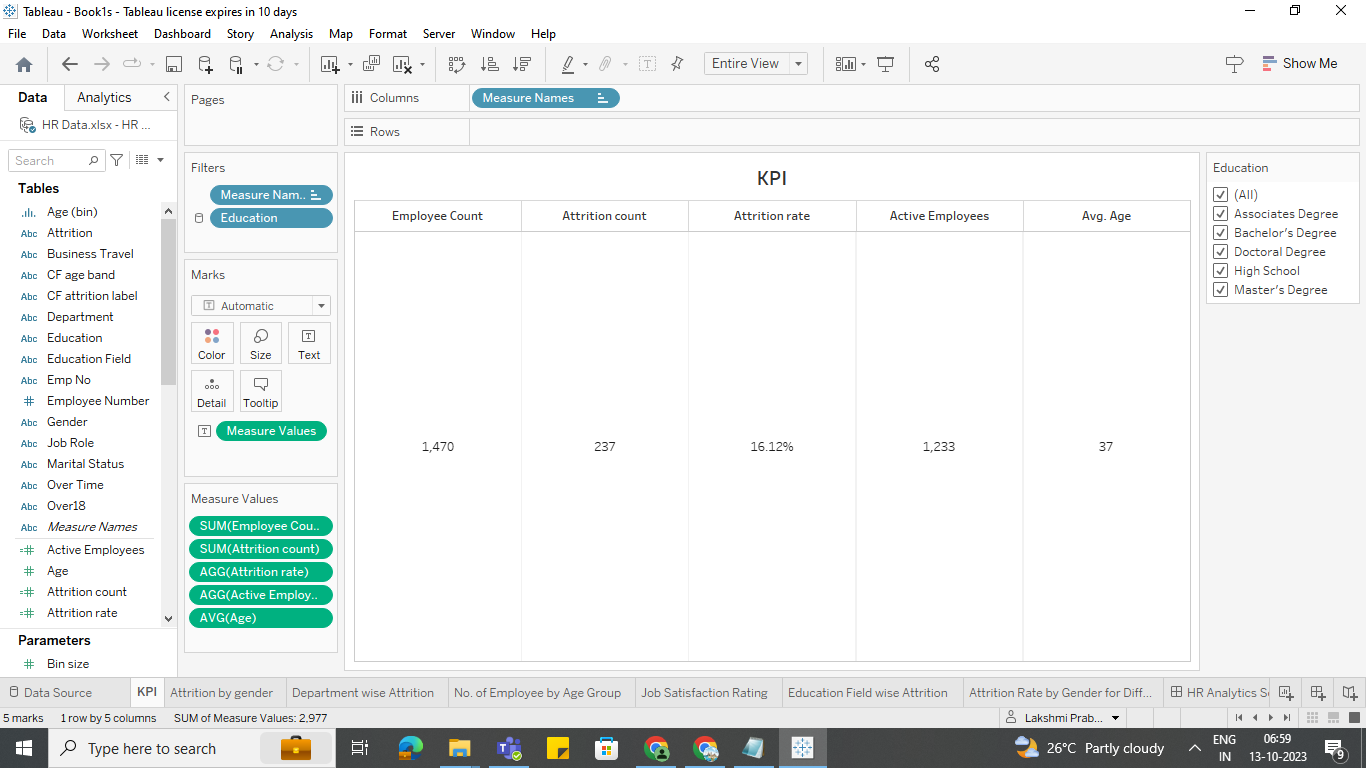 Tableau - Book1s - Tableau license expires in 10 days
File Data Worksheet Dashboard Story Analysis Map Format Server Window Help
Entire View
Show Me
Data Analytics
HR Data.xlsx - HR ...
Search
Tables
Age (bin)
Abc Attrition
Abc Business Travel
Abc CF age band
Abc CF attrition label
Abc Department
Abc Education
Abc Education Field
Abc Emp No
# Employee Number
Abc Gender
Abc Job Role
Abc Marital Status
Abc Over Time
Abc Over18
Abc Measure Names
=# Active Employees
# Age
=# Attrition count
=# Attrition rate
Parameters
# Bin size
Pages
Filters
Measure Nam..
Education
Marks
T Automatic
Color Size T Text
Detail Tooltip
T Measure Values
Measure Values
SUM(Employee Cou..
SUM(Attrition count)
AGG(Attrition rate)
AGG(Active Employ..
AVG(Age)
Columns Measure Names
Rows
KPI
Employee Count Attrition count Attrition rate Active Employees Avg. Age
1,470 237 16.12% 1,233 37
Education
(All)
Associates Degree
Bachelor's Degree
Doctoral Degree
High School
Master's Degree
Data Source KPI Attrition by gender Department wise Attrition No. of Employee by Age Group Job Satisfaction Rating Education Field wise Attrition Attrition Rate by Gender for Diff... HR Analytics
5 marks 1 row by 5 columns SUM of Measure Values: 2,977
Lakshmi Prab...
Type here to search
26°C Partly cloudy
ENG
IN
06:59
13-10-2023
9